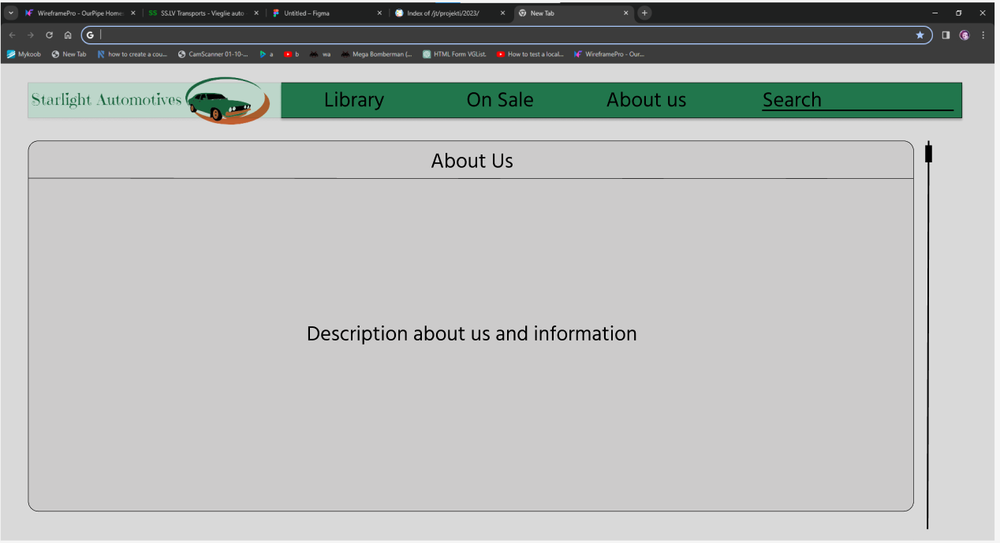 WireframePro - OurPipe Home: SS SS.LV Transports - Vieglie auto Untitled – Figma Index of /jt/projekti/2023/ New Tab
G
Mykoob New Tab how to create a cou... CamScanner 01-10-... a b wa Mega Bomberman (... HTML Form VGList. How to test a local... WireframePro - Our...
Starlight Automotives Library On Sale About us Search
About Us
Description about us and information